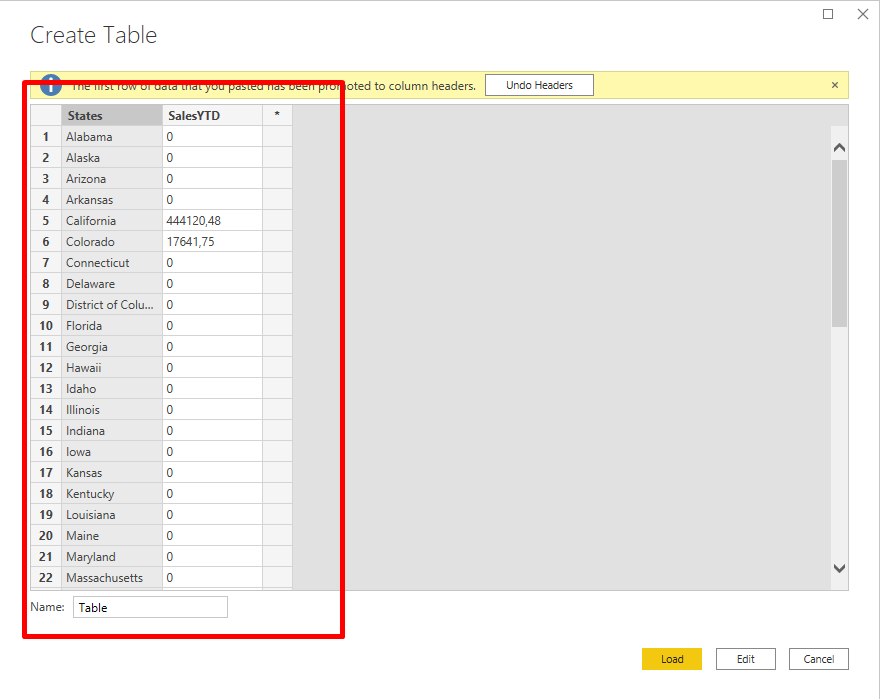 Create Table
The first row of data that you pasted has been promoted to column headers. Undo Headers ×
States SalesYTD *
1 Alabama 0
2 Alaska 0
3 Arizona 0
4 Arkansas 0
5 California 444120,48
6 Colorado 17641,75
7 Connecticut 0
8 Delaware 0
9 District of Colu... 0
10 Florida 0
11 Georgia 0
12 Hawaii 0
13 Idaho 0
14 Illinois 0
15 Indiana 0
16 Iowa 0
17 Kansas 0
18 Kentucky 0
19 Louisiana 0
20 Maine 0
21 Maryland 0
22 Massachusetts 0
Name: Table
Load Edit Cancel